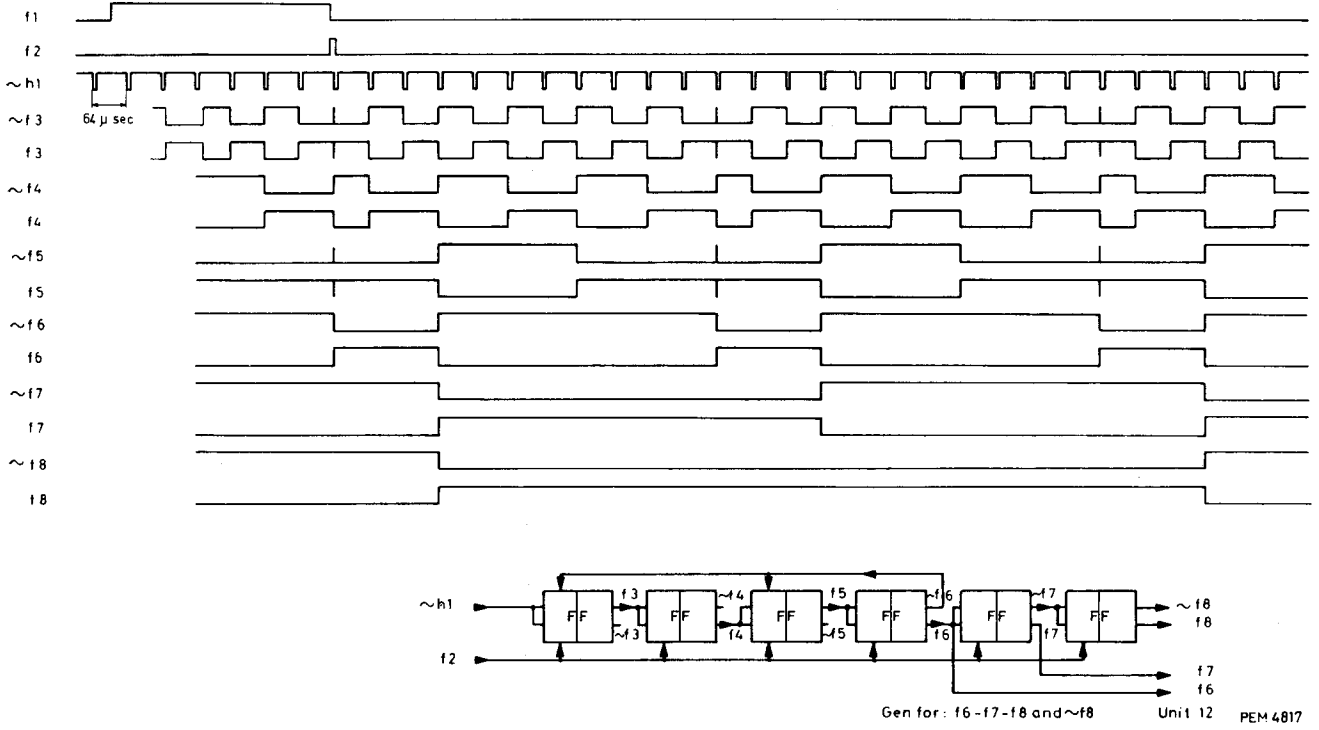 f1
f2
~h1
64 µ sec
~f3
f3
~f4
f4
~f5
f5
~f6
f6
~f7
f7
~f8
f8
~h1
FF
f3
~f3
FF
~f4
f4
FF
f5
~f5
FF
~f6
f6
FF
~f7
f7
FF
~f8
f8
f2
f7
f6
Gen for: f6-f7-f8 and ~f8
Unit 12
PEM 4817